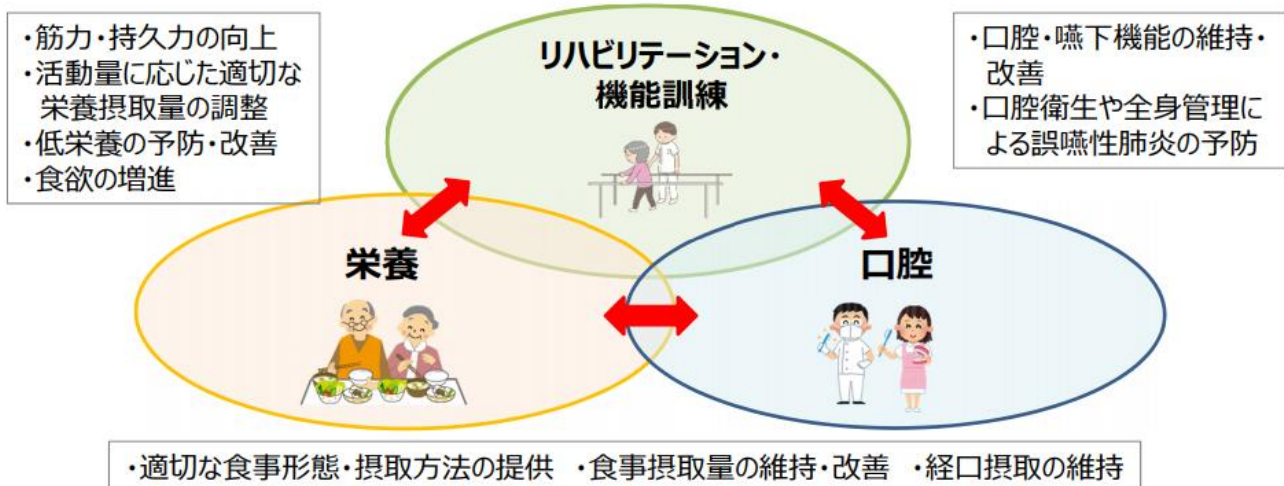 ・筋力・持久力の向上
・活動量に応じた適切な
栄養摂取量の調整
・低栄養の予防・改善
・食欲の増進
リハビリテーション・
機能訓練
・口腔・嚥下機能の維持・
改善
・口腔衛生や全身管理に
よる誤嚥性肺炎の予防
栄養
口腔
・適切な食事形態・摂取方法の提供 ・食事摂取量の維持・改善 ・経口摂取の維持